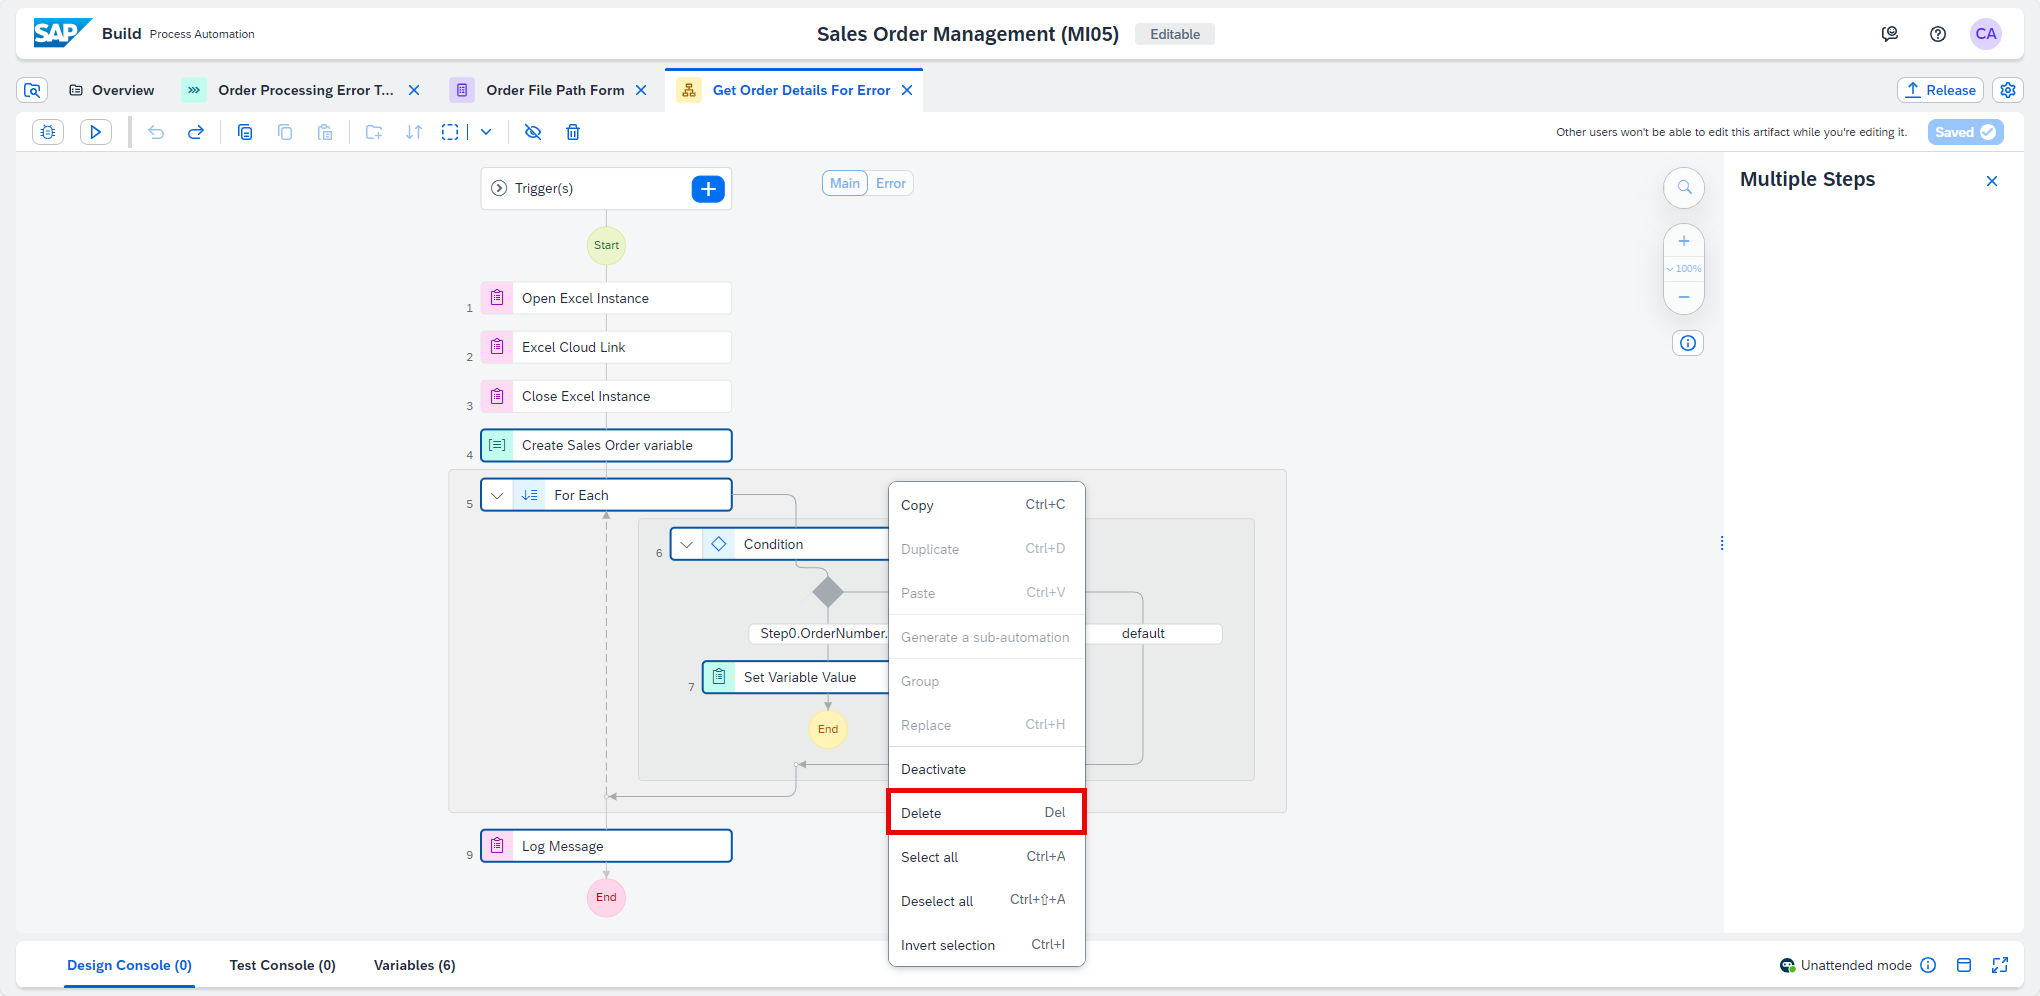 SAP Build Process Automation
Sales Order Management (MI05) Editable
CA
Overview
Order Processing Error T...
Order File Path Form
Get Order Details For Error
Release
Other users won't be able to edit this artifact while you're editing it.
Saved
Trigger(s)
Main Error
Multiple Steps
Start
100%
1 Open Excel Instance
2 Excel Cloud Link
3 Close Excel Instance
4 Create Sales Order variable
5 For Each
6 Condition
Step0.OrderNumber.
default
7 Set Variable Value
End
9 Log Message
End
Copy Ctrl+C
Duplicate Ctrl+D
Paste Ctrl+V
Generate a sub-automation
Group
Replace Ctrl+H
Deactivate
Delete Del
Select all Ctrl+A
Deselect all Ctrl+⇧+A
Invert selection Ctrl+I
Design Console (0)
Test Console (0)
Variables (6)
Unattended mode